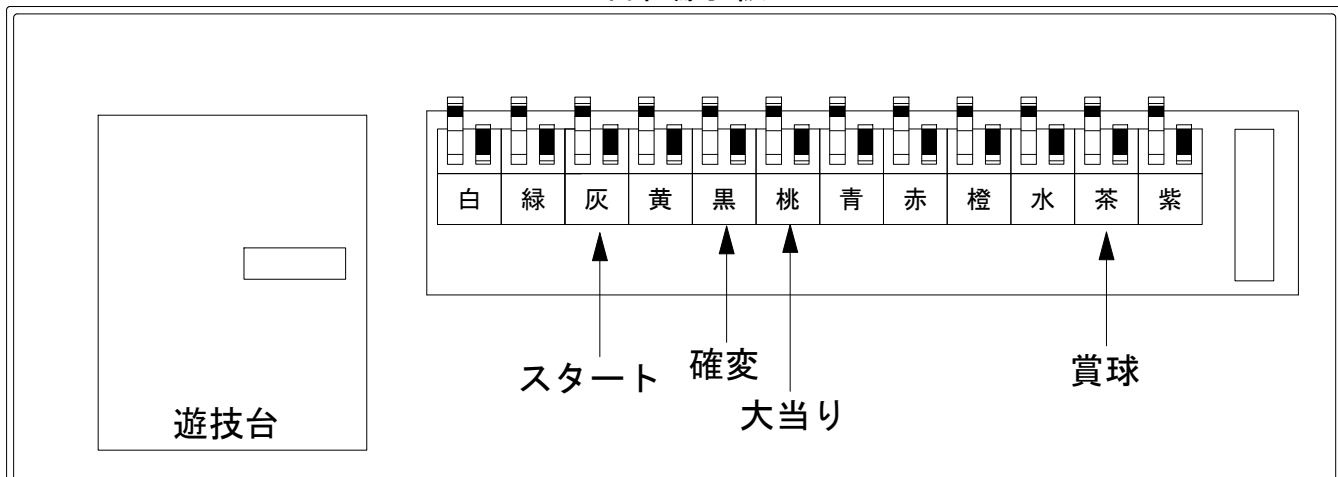 白 緑 灰 黄 黒 桃 青 赤 橙 水 茶 紫
スタート
確変
大当り
賞球
遊技台